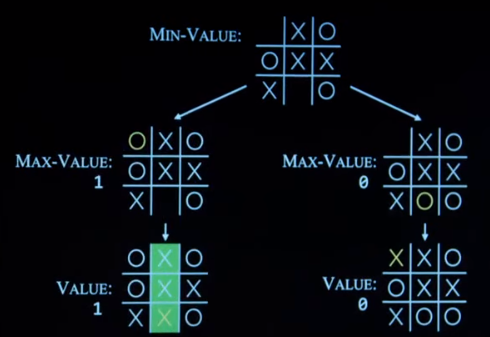 MIN-VALUE:
X O
O X X
X O
MAX-VALUE:
1
O X O
O X X
X O
MAX-VALUE:
0
X O
O X X
X O O
VALUE:
1
O X O
O X X
X X O
VALUE:
0
X X O
O X X
X O O